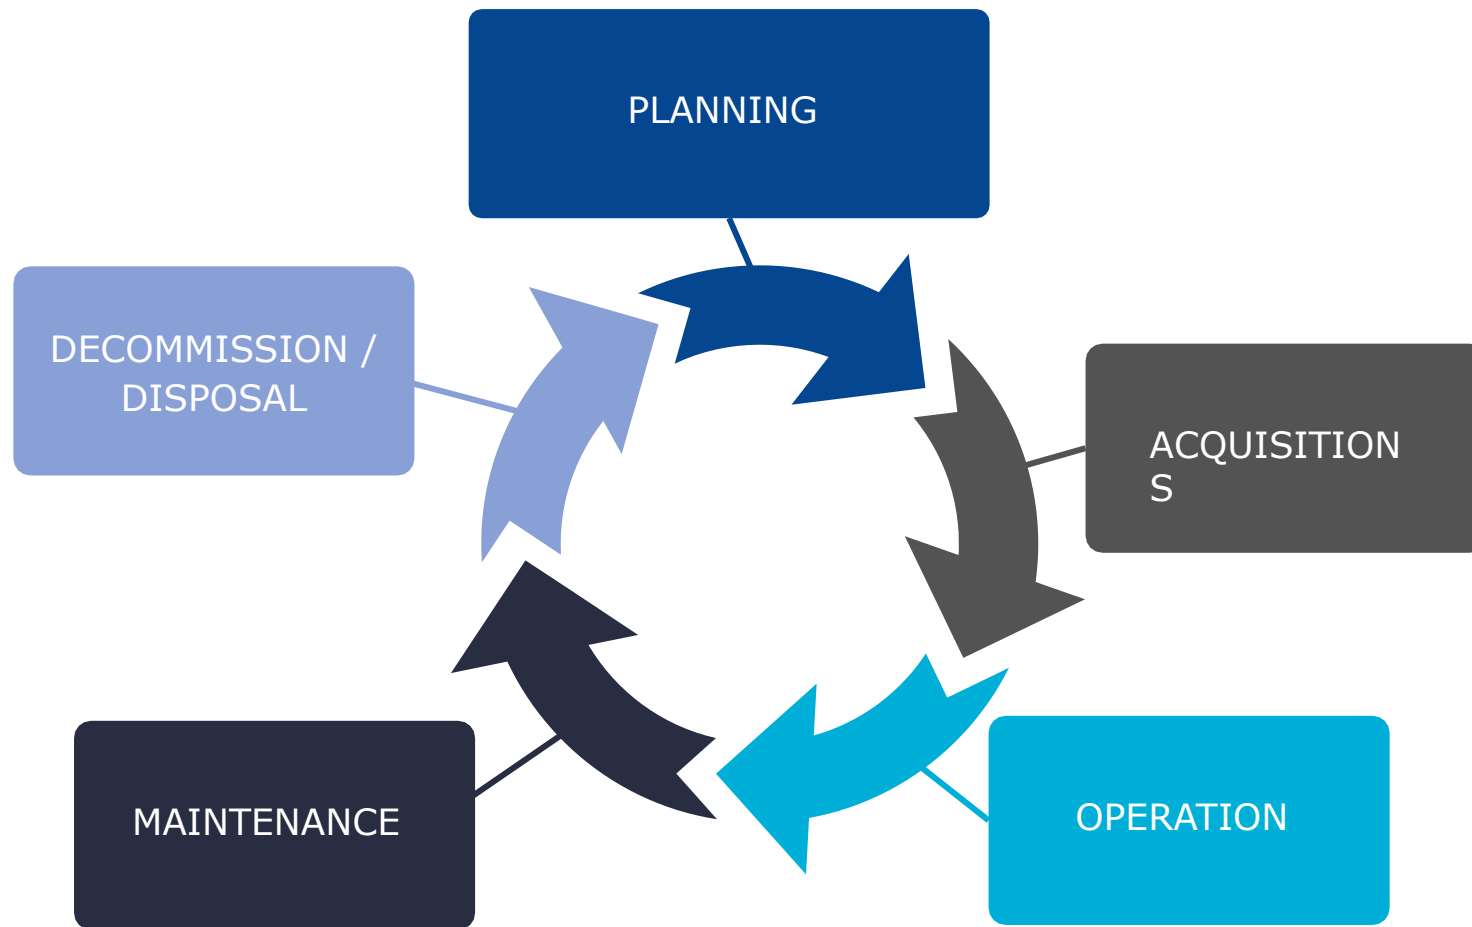 PLANNING
DECOMMISSION /
DISPOSAL
ACQUISITION
S
MAINTENANCE
OPERATION